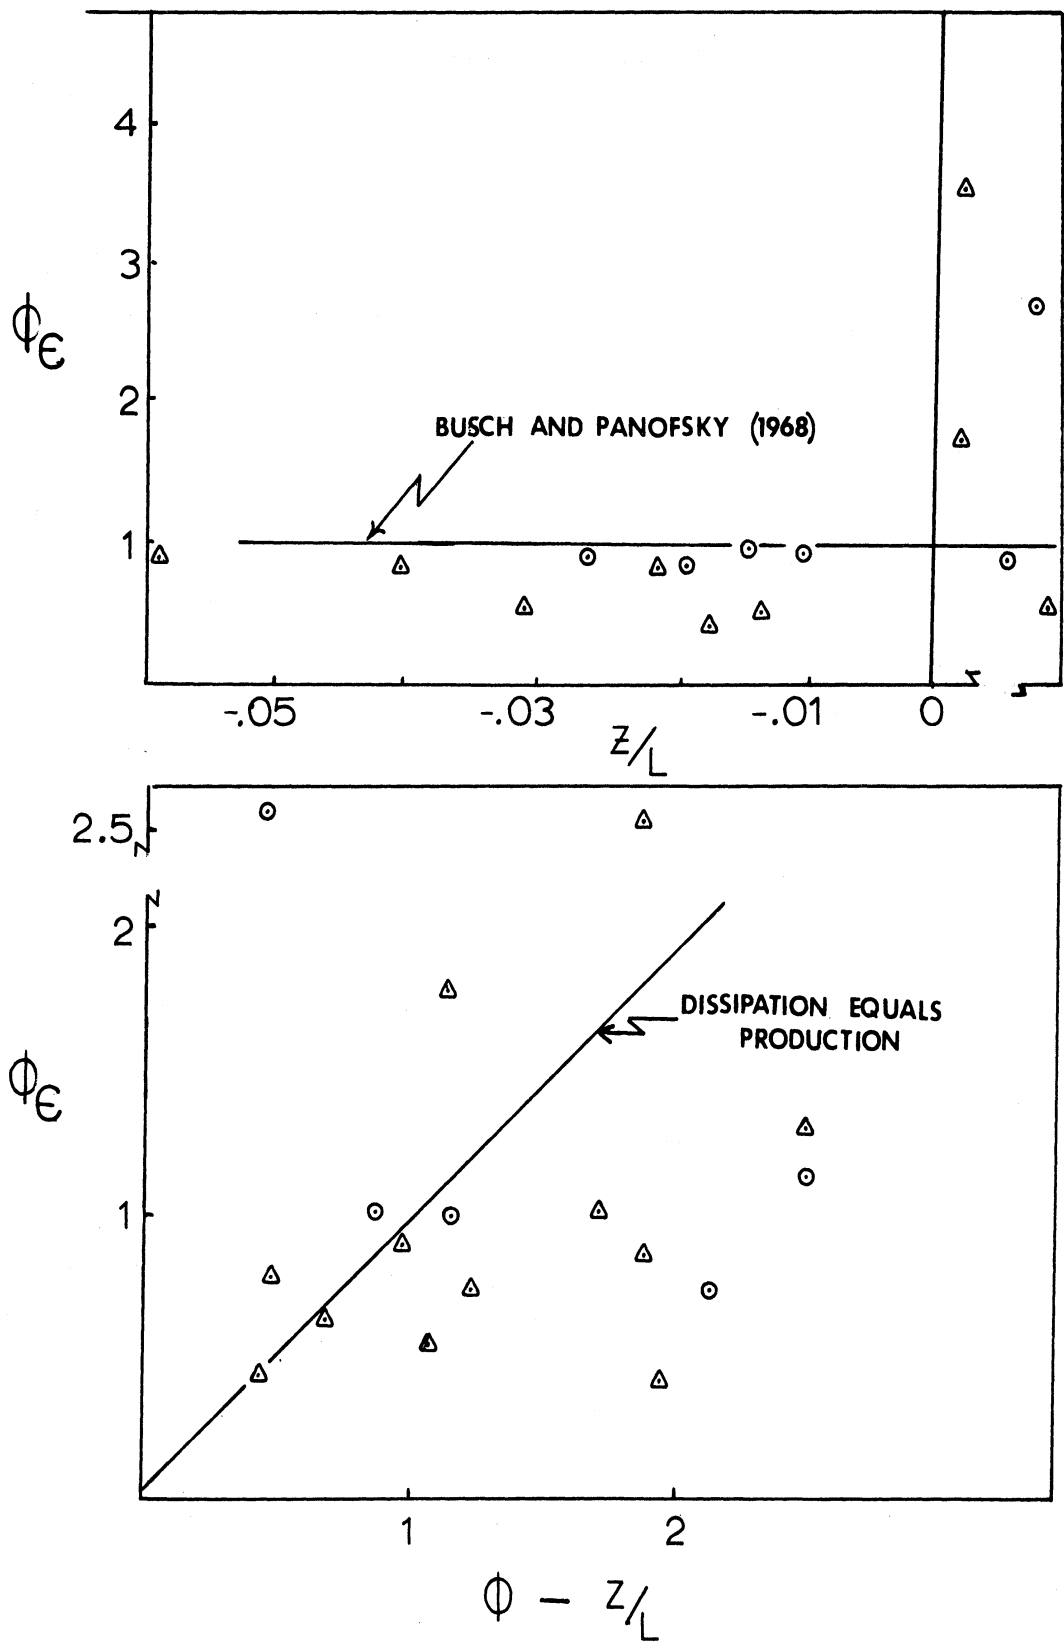 4
3
ϕϵ
2
BUSCH AND PANOFSKY (1968)
1
-.05 -.03 -.01 0
Z/L
2.5
2
DISSIPATION EQUALS
PRODUCTION
ϕϵ
1
1 2
ϕ - Z/L